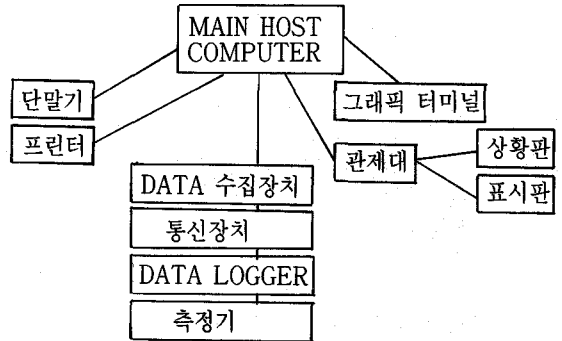 MAIN HOST
COMPUTER
단말기
그래픽 터미널
프린터
상황판
관제대
DATA 수집장치
표시판
통신장치
DATA LOGGER
측정기